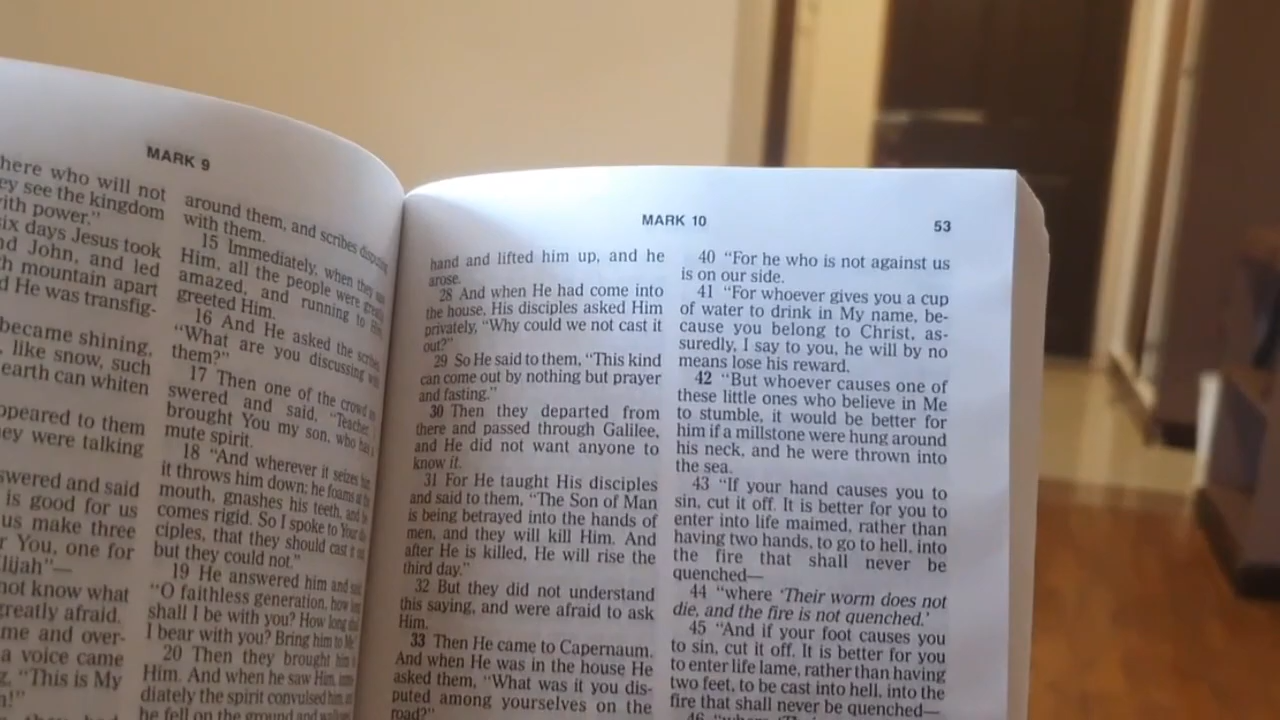 MARK 9
here who will not
ey see the kingdom
ith power."
six days Jesus took
nd John, and led
h mountain apart
d He was transfig-
became shining,
like snow, such
earth can whiten
ppeared to them
ey were talking
swered and said
is good for us
us make three
r You, one for
lijah"—
not know what
greatly afraid.
me and over-
a voice came
"This is My
n!"
around them, and scribes disputing
with them.
15 Immediately, when they saw
Him, all the people were greatly
amazed, and running to Him,
greeted Him.
16 And He asked the scribes,
"What are you discussing with
them?"
17 Then one of the crowd
swered and said, "Teacher, I
brought You my son, who has a
mute spirit.
18 "And wherever it seizes him,
it throws him down; he foams at the
mouth, gnashes his teeth, and be-
comes rigid. So I spoke to Your dis-
ciples, that they should cast it out,
but they could not."
19 He answered him and said,
"O faithless generation, how long
shall I be with you? How long shall
I bear with you? Bring him to Me."
20 Then they brought him to
Him. And when he saw Him, imme-
diately the spirit convulsed him, and
he fell on the ground and
MARK 10
53
hand and lifted him up, and he
arose.
28 And when He had come into
the house, His disciples asked Him
privately, "Why could we not cast it
out?"
29 So He said to them, "This kind
can come out by nothing but prayer
and fasting."
30 Then they departed from
there and passed through Galilee,
and He did not want anyone to
know it.
31 For He taught His disciples
and said to them, "The Son of Man
is being betrayed into the hands of
men, and they will kill Him. And
after He is killed, He will rise the
third day."
32 But they did not understand
this saying, and were afraid to ask
Him.
33 Then He came to Capernaum.
And when He was in the house He
asked them, "What was it you dis-
puted among yourselves on the
road?"
40 "For he who is not against us
is on our side.
41 "For whoever gives you a cup
of water to drink in My name, be-
cause you belong to Christ, as-
suredly, I say to you, he will by no
means lose his reward.
42 "But whoever causes one of
these little ones who believe in Me
to stumble, it would be better for
him if a millstone were hung around
his neck, and he were thrown into
the sea.
43 "If your hand causes you to
sin, cut it off. It is better for you to
enter into life maimed, rather than
having two hands, to go to hell, into
the fire that shall never be
quenched—
44 "where 'Their worm does not
die, and the fire is not quenched.'
45 "And if your foot causes you
to sin, cut it off. It is better for you
to enter life lame, rather than having
two feet, to be cast into hell, into the
fire that shall never be quenched—